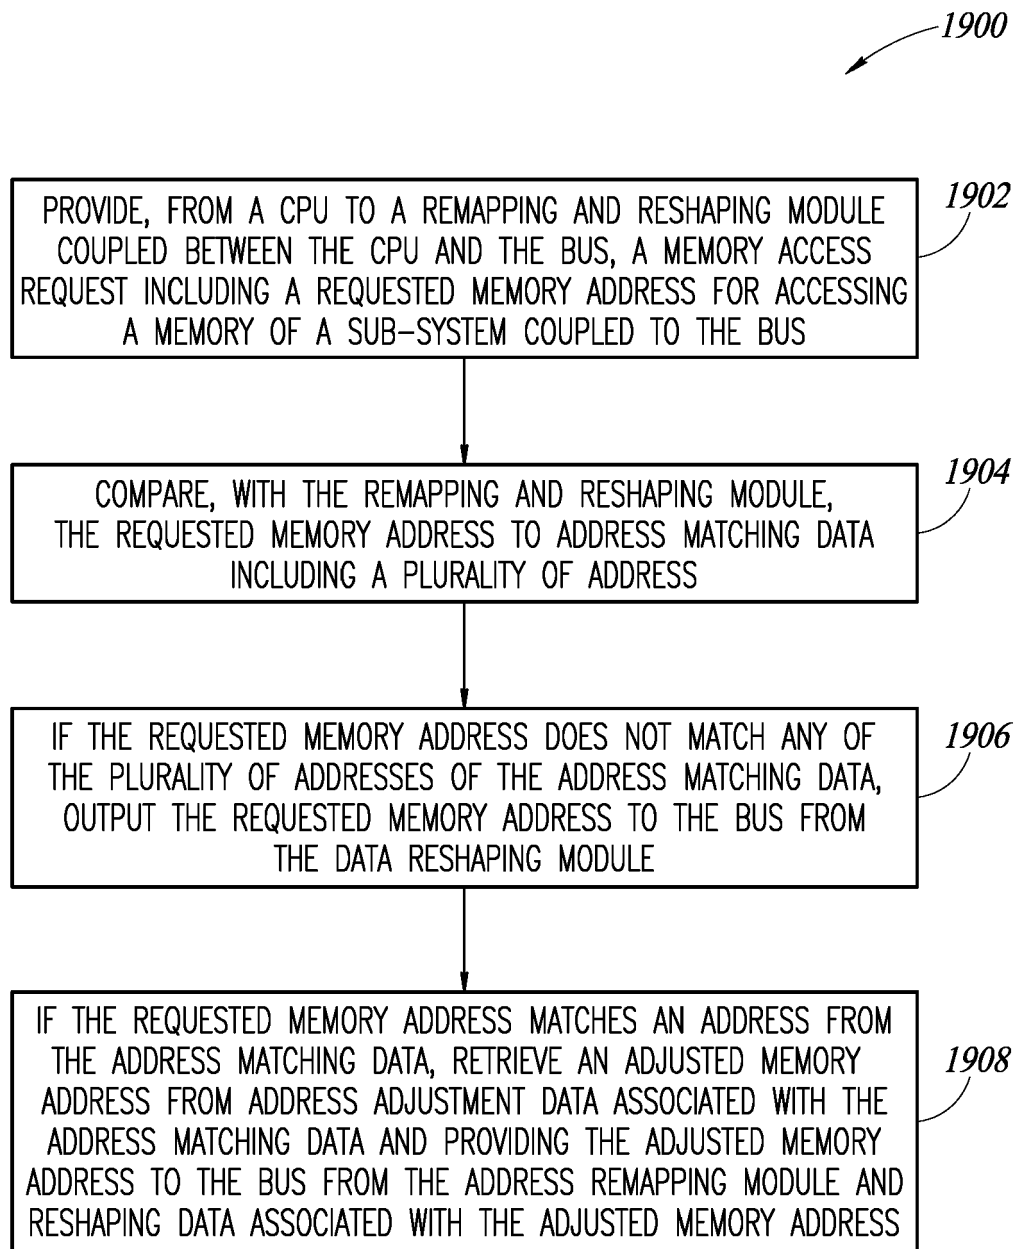 1900
PROVIDE, FROM A CPU TO A REMAPPING AND RESHAPING MODULE
COUPLED BETWEEN THE CPU AND THE BUS, A MEMORY ACCESS
REQUEST INCLUDING A REQUESTED MEMORY ADDRESS FOR ACCESSING
A MEMORY OF A SUB-SYSTEM COUPLED TO THE BUS
1902
COMPARE, WITH THE REMAPPING AND RESHAPING MODULE,
THE REQUESTED MEMORY ADDRESS TO ADDRESS MATCHING DATA
INCLUDING A PLURALITY OF ADDRESS
1904
IF THE REQUESTED MEMORY ADDRESS DOES NOT MATCH ANY OF
THE PLURALITY OF ADDRESSES OF THE ADDRESS MATCHING DATA,
OUTPUT THE REQUESTED MEMORY ADDRESS TO THE BUS FROM
THE DATA RESHAPING MODULE
1906
IF THE REQUESTED MEMORY ADDRESS MATCHES AN ADDRESS FROM
THE ADDRESS MATCHING DATA, RETRIEVE AN ADJUSTED MEMORY
ADDRESS FROM ADDRESS ADJUSTMENT DATA ASSOCIATED WITH THE
ADDRESS MATCHING DATA AND PROVIDING THE ADJUSTED MEMORY
ADDRESS TO THE BUS FROM THE ADDRESS REMAPPING MODULE AND
RESHAPING DATA ASSOCIATED WITH THE ADJUSTED MEMORY ADDRESS
1908